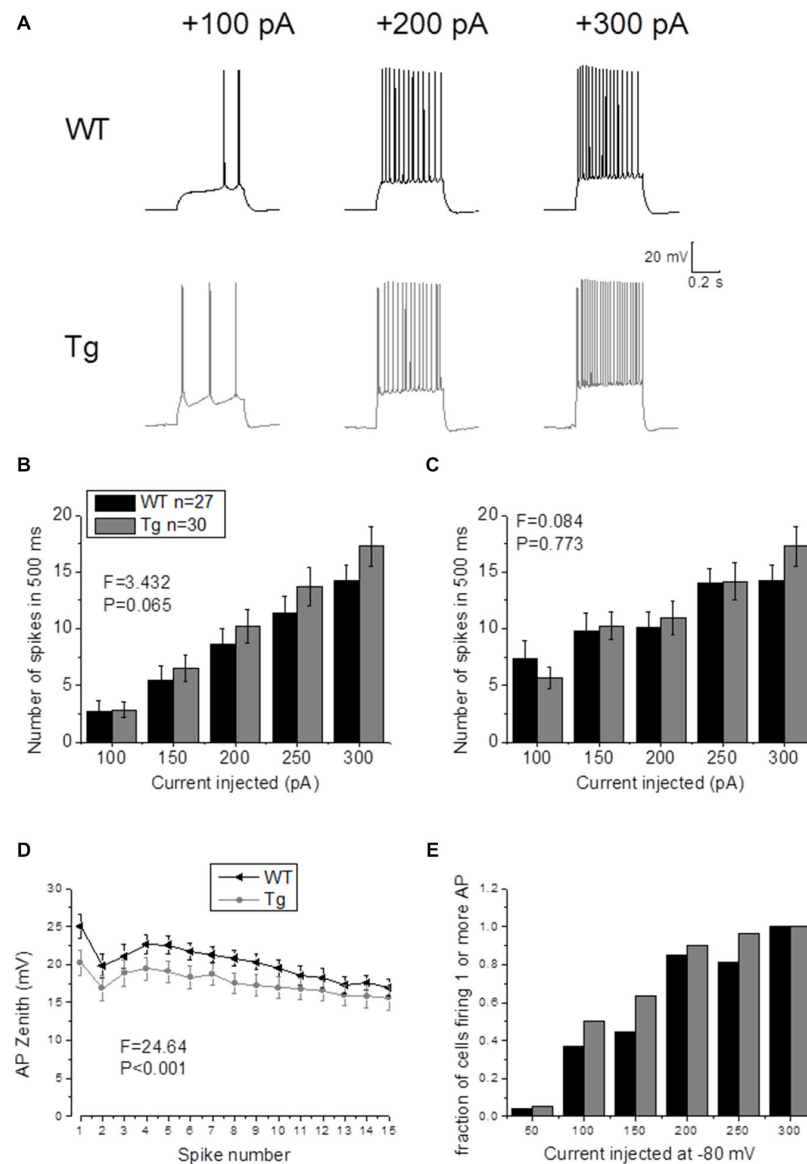 A
+100 pA +200 pA +300 pA
WT
20 mV
0.2 s
Tg
B
WT n=27
Tg n=30
F=3.432
P=0.065
20
15
10
5
0
Number of spikes in 500 ms
100 150 200 250 300
Current injected (pA)
C
F=0.084
P=0.773
20
15
10
5
0
Number of spikes in 500 ms
100 150 200 250 300
Current injected (pA)
D
WT
Tg
30
25
20
15
10
5
0
AP Zenith (mV)
F=24.64
P<0.001
1 2 3 4 5 6 7 8 9 10 11 12 13 14 15
Spike number
E
1.2
1.0
0.8
0.6
0.4
0.2
0.0
fraction of cells firing 1 or more AP
50 100 150 200 250 300
Current injected at -80 mV